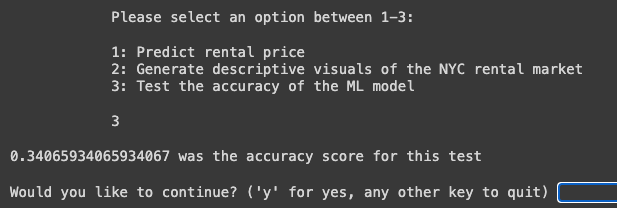 Please select an option between 1-3:
1: Predict rental price
2: Generate descriptive visuals of the NYC rental market
3: Test the accuracy of the ML model
3
0.34065934065934067 was the accuracy score for this test
Would you like to continue? ('y' for yes, any other key to quit)